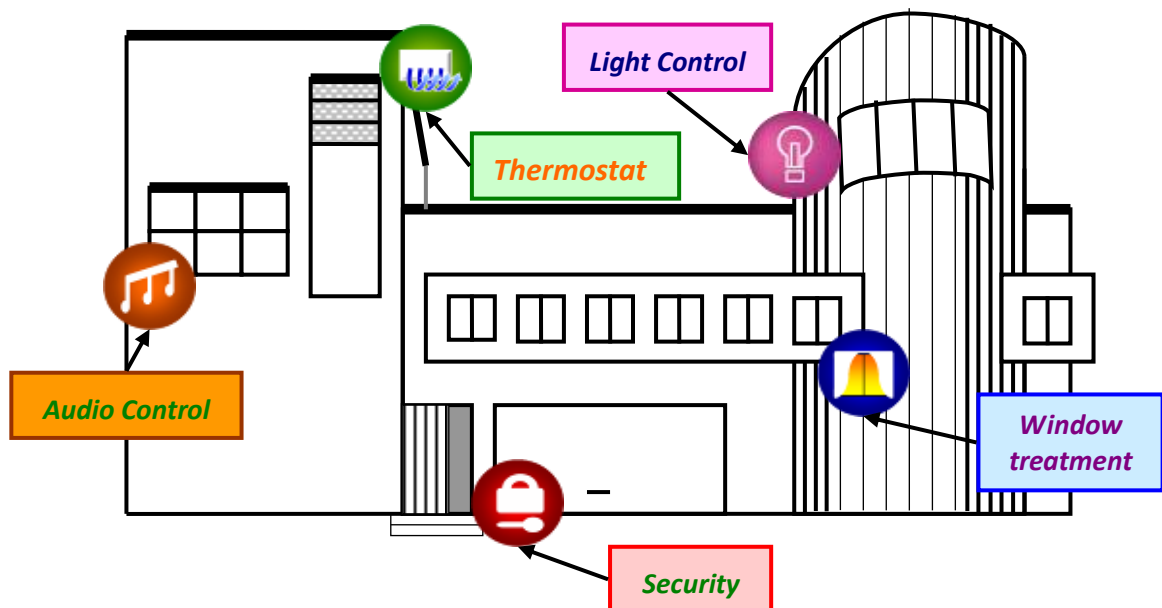 Light Control
Thermostat
Audio Control
Window
treatment
Security